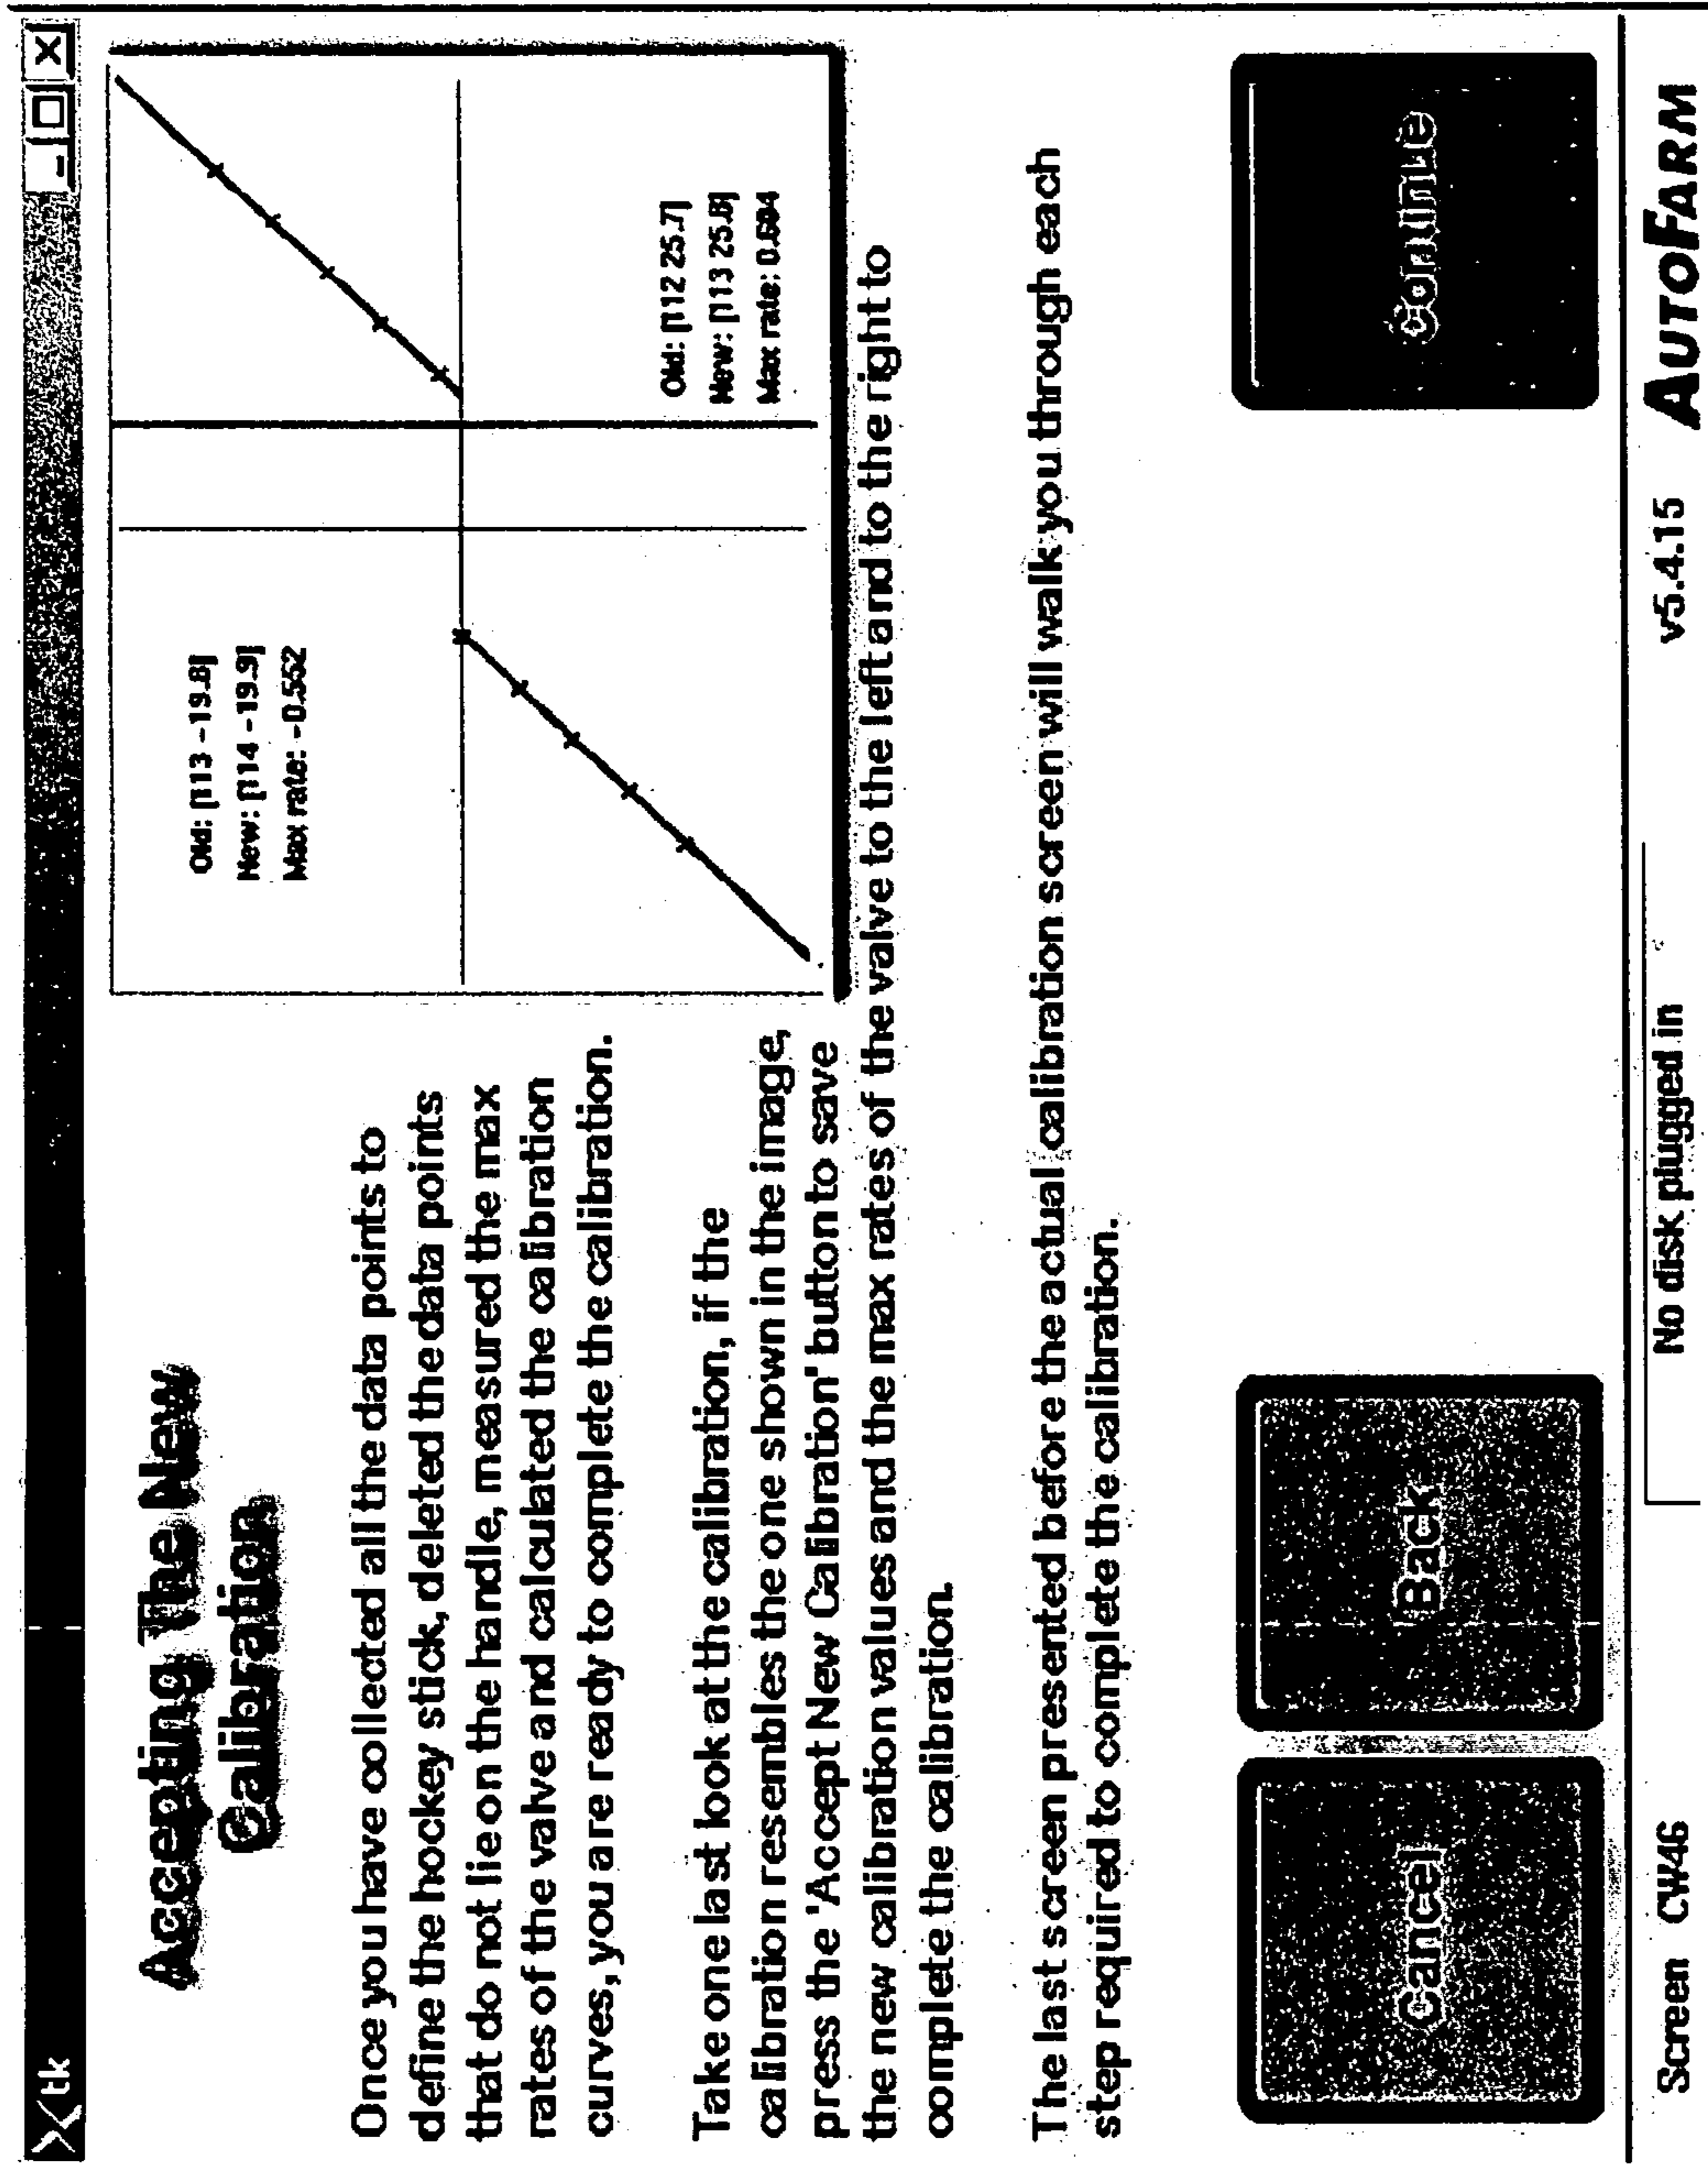 tk
Accepting The New
Calibration
Once you have collected all the data points to
define the hockey stick, deleted the data points
that do not lie on the handle, measured the max
rates of the valve and calculated the calibration
curves, you are ready to complete the calibration.
Take one last look at the calibration, if the
calibration resembles the one shown in the image,
press the 'Accept New Calibration' button to save
the new calibration values and the max rates of the valve to the left and to the right to
complete the calibration.
The last screen presented before the actual calibration screen will walk you through each
step required to complete the calibration.
Old: [113 -19.8]
New: [114 -19.9]
Max rate: -0.552
Old: [112 25.7]
New: [113 25.8]
Max rate:
Cancel
Back
Continue
Screen CW46
No disk plugged in
v5.4.15
AUTOFARM